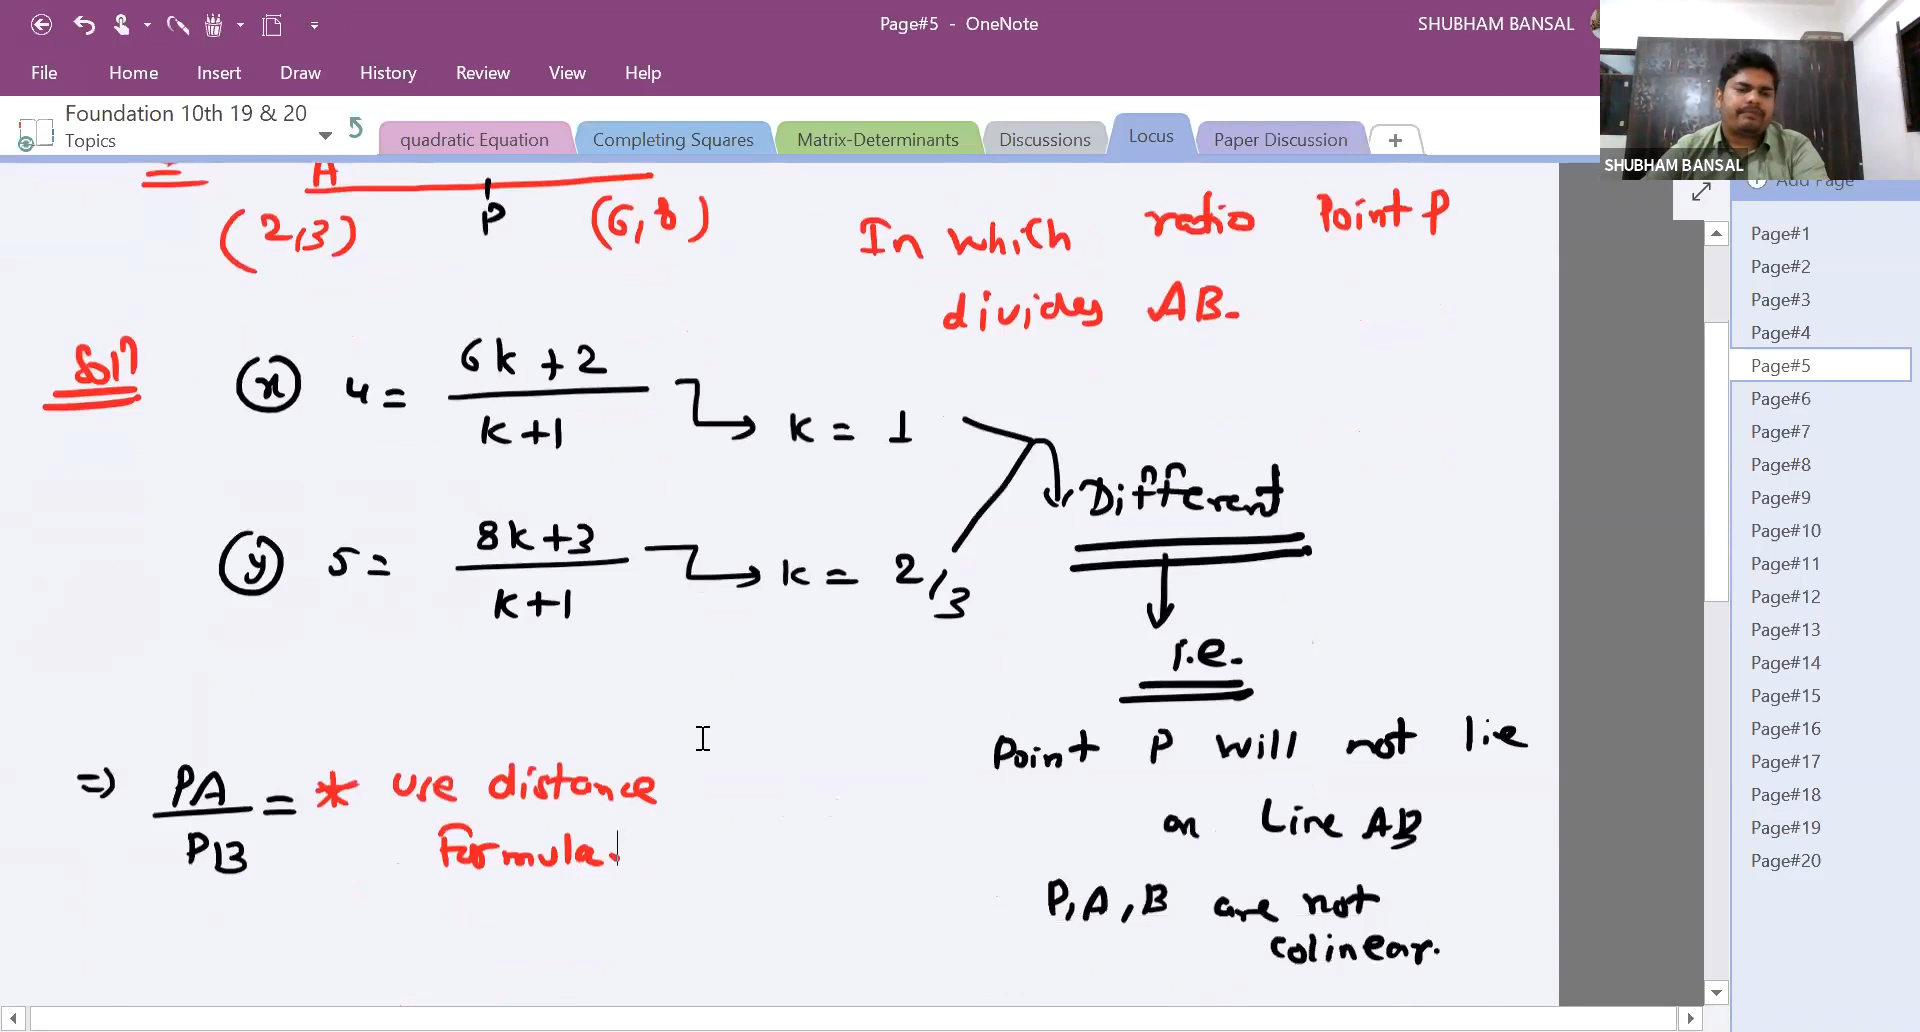 Page#5 - OneNote
SHUBHAM BANSAL
File Home Insert Draw History Review View Help
SHUBHAM BANSAL
Foundation 10th 19 & 20
Topics
quadratic Equation Completing Squares Matrix-Determinants Discussions Locus Paper Discussion +
Add Page
Page#1
Page#2
Page#3
Page#4
Page#5
Page#6
Page#7
Page#8
Page#9
Page#10
Page#11
Page#12
Page#13
Page#14
Page#15
Page#16
Page#17
Page#18
Page#19
Page#20
A
P
(2,3) (6,8)
In which ratio Point P
divides AB.
Solⁿ
(x) 4 = 6k+2 / k+1 → k = 1
Different
(y) 5 = 8k+3 / k+1 → k = 2/3
i.e.
Point P will not lie
on Line AB
P, A, B are not
colinear.
=> PA / PB = * use distance
Formula.